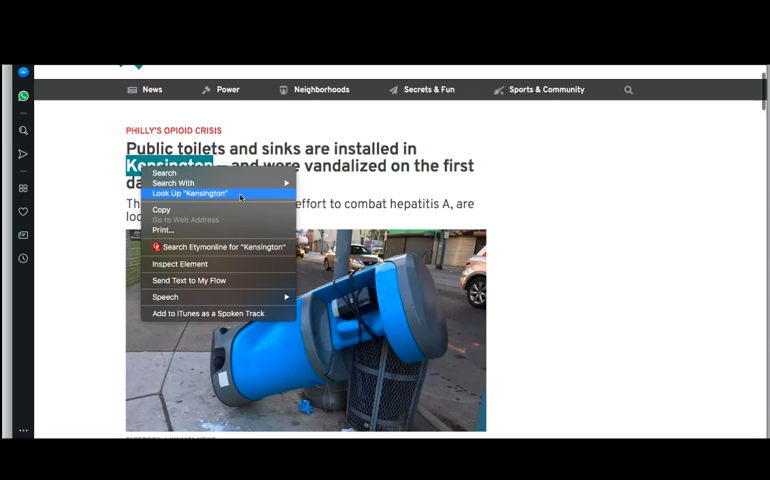 News Power Neighborhoods Secrets & Fun Sports & Community
PHILLY'S OPIOID CRISIS
Public toilets and sinks are installed in
Kensington — and were vandalized on the first
da
Th effort to combat hepatitis A, are
loc
Search
Search With
Look Up "Kensington"
Copy
Go to Web Address
Print...
Search Etymonline for "Kensington"
Inspect Element
Send Text to My Flow
Speech
Add to iTunes as a Spoken Track